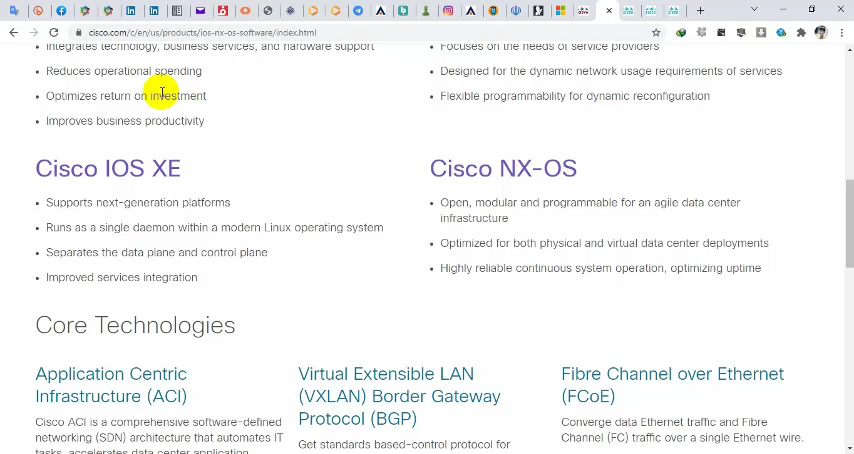 cisco.com/c/en/us/products/ios-nx-os-software/index.html
Integrates technology, business services, and hardware support
Reduces operational spending
Optimizes return on investment
Improves business productivity
Focuses on the needs of service providers
Designed for the dynamic network usage requirements of services
Flexible programmability for dynamic reconfiguration
Cisco IOS XE
Supports next-generation platforms
Runs as a single daemon within a modern Linux operating system
Separates the data plane and control plane
Improved services integration
Cisco NX-OS
Open, modular and programmable for an agile data center
infrastructure
Optimized for both physical and virtual data center deployments
Highly reliable continuous system operation, optimizing uptime
Core Technologies
Application Centric
Infrastructure (ACI)
Cisco ACI is a comprehensive software-defined
networking (SDN) architecture that automates IT
tasks, accelerates data center application
Virtual Extensible LAN
(VXLAN) Border Gateway
Protocol (BGP)
Get standards based-control protocol for
Fibre Channel over Ethernet
(FCoE)
Converge data Ethernet traffic and Fibre
Channel (FC) traffic over a single Ethernet wire.